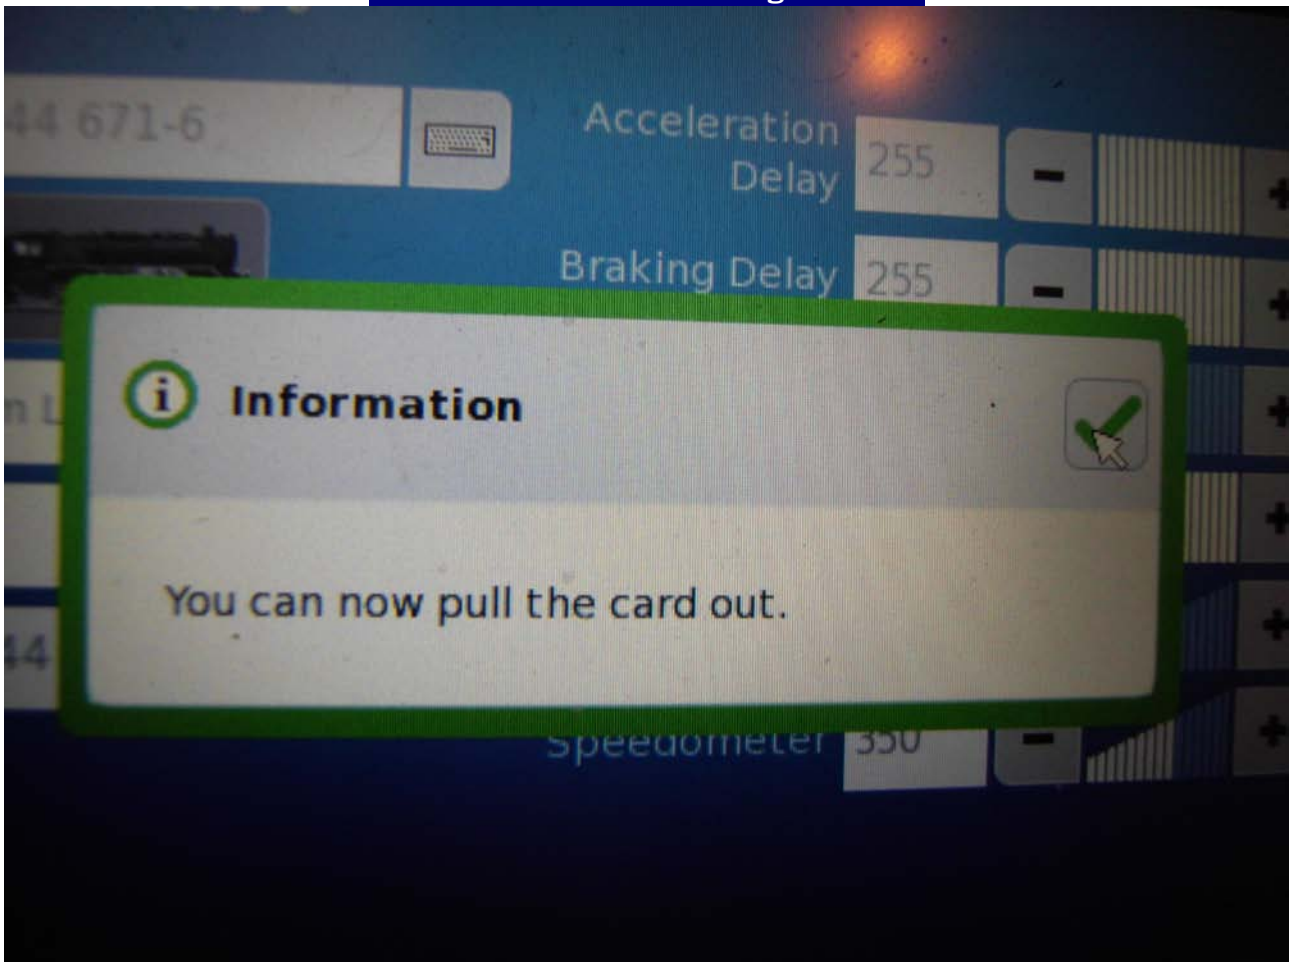 44 671-6
Acceleration
Delay
255
-
+
Braking Delay
255
-
+
i Information
+
+
You can now pull the card out.
+
44
Speedometer
350
-
+